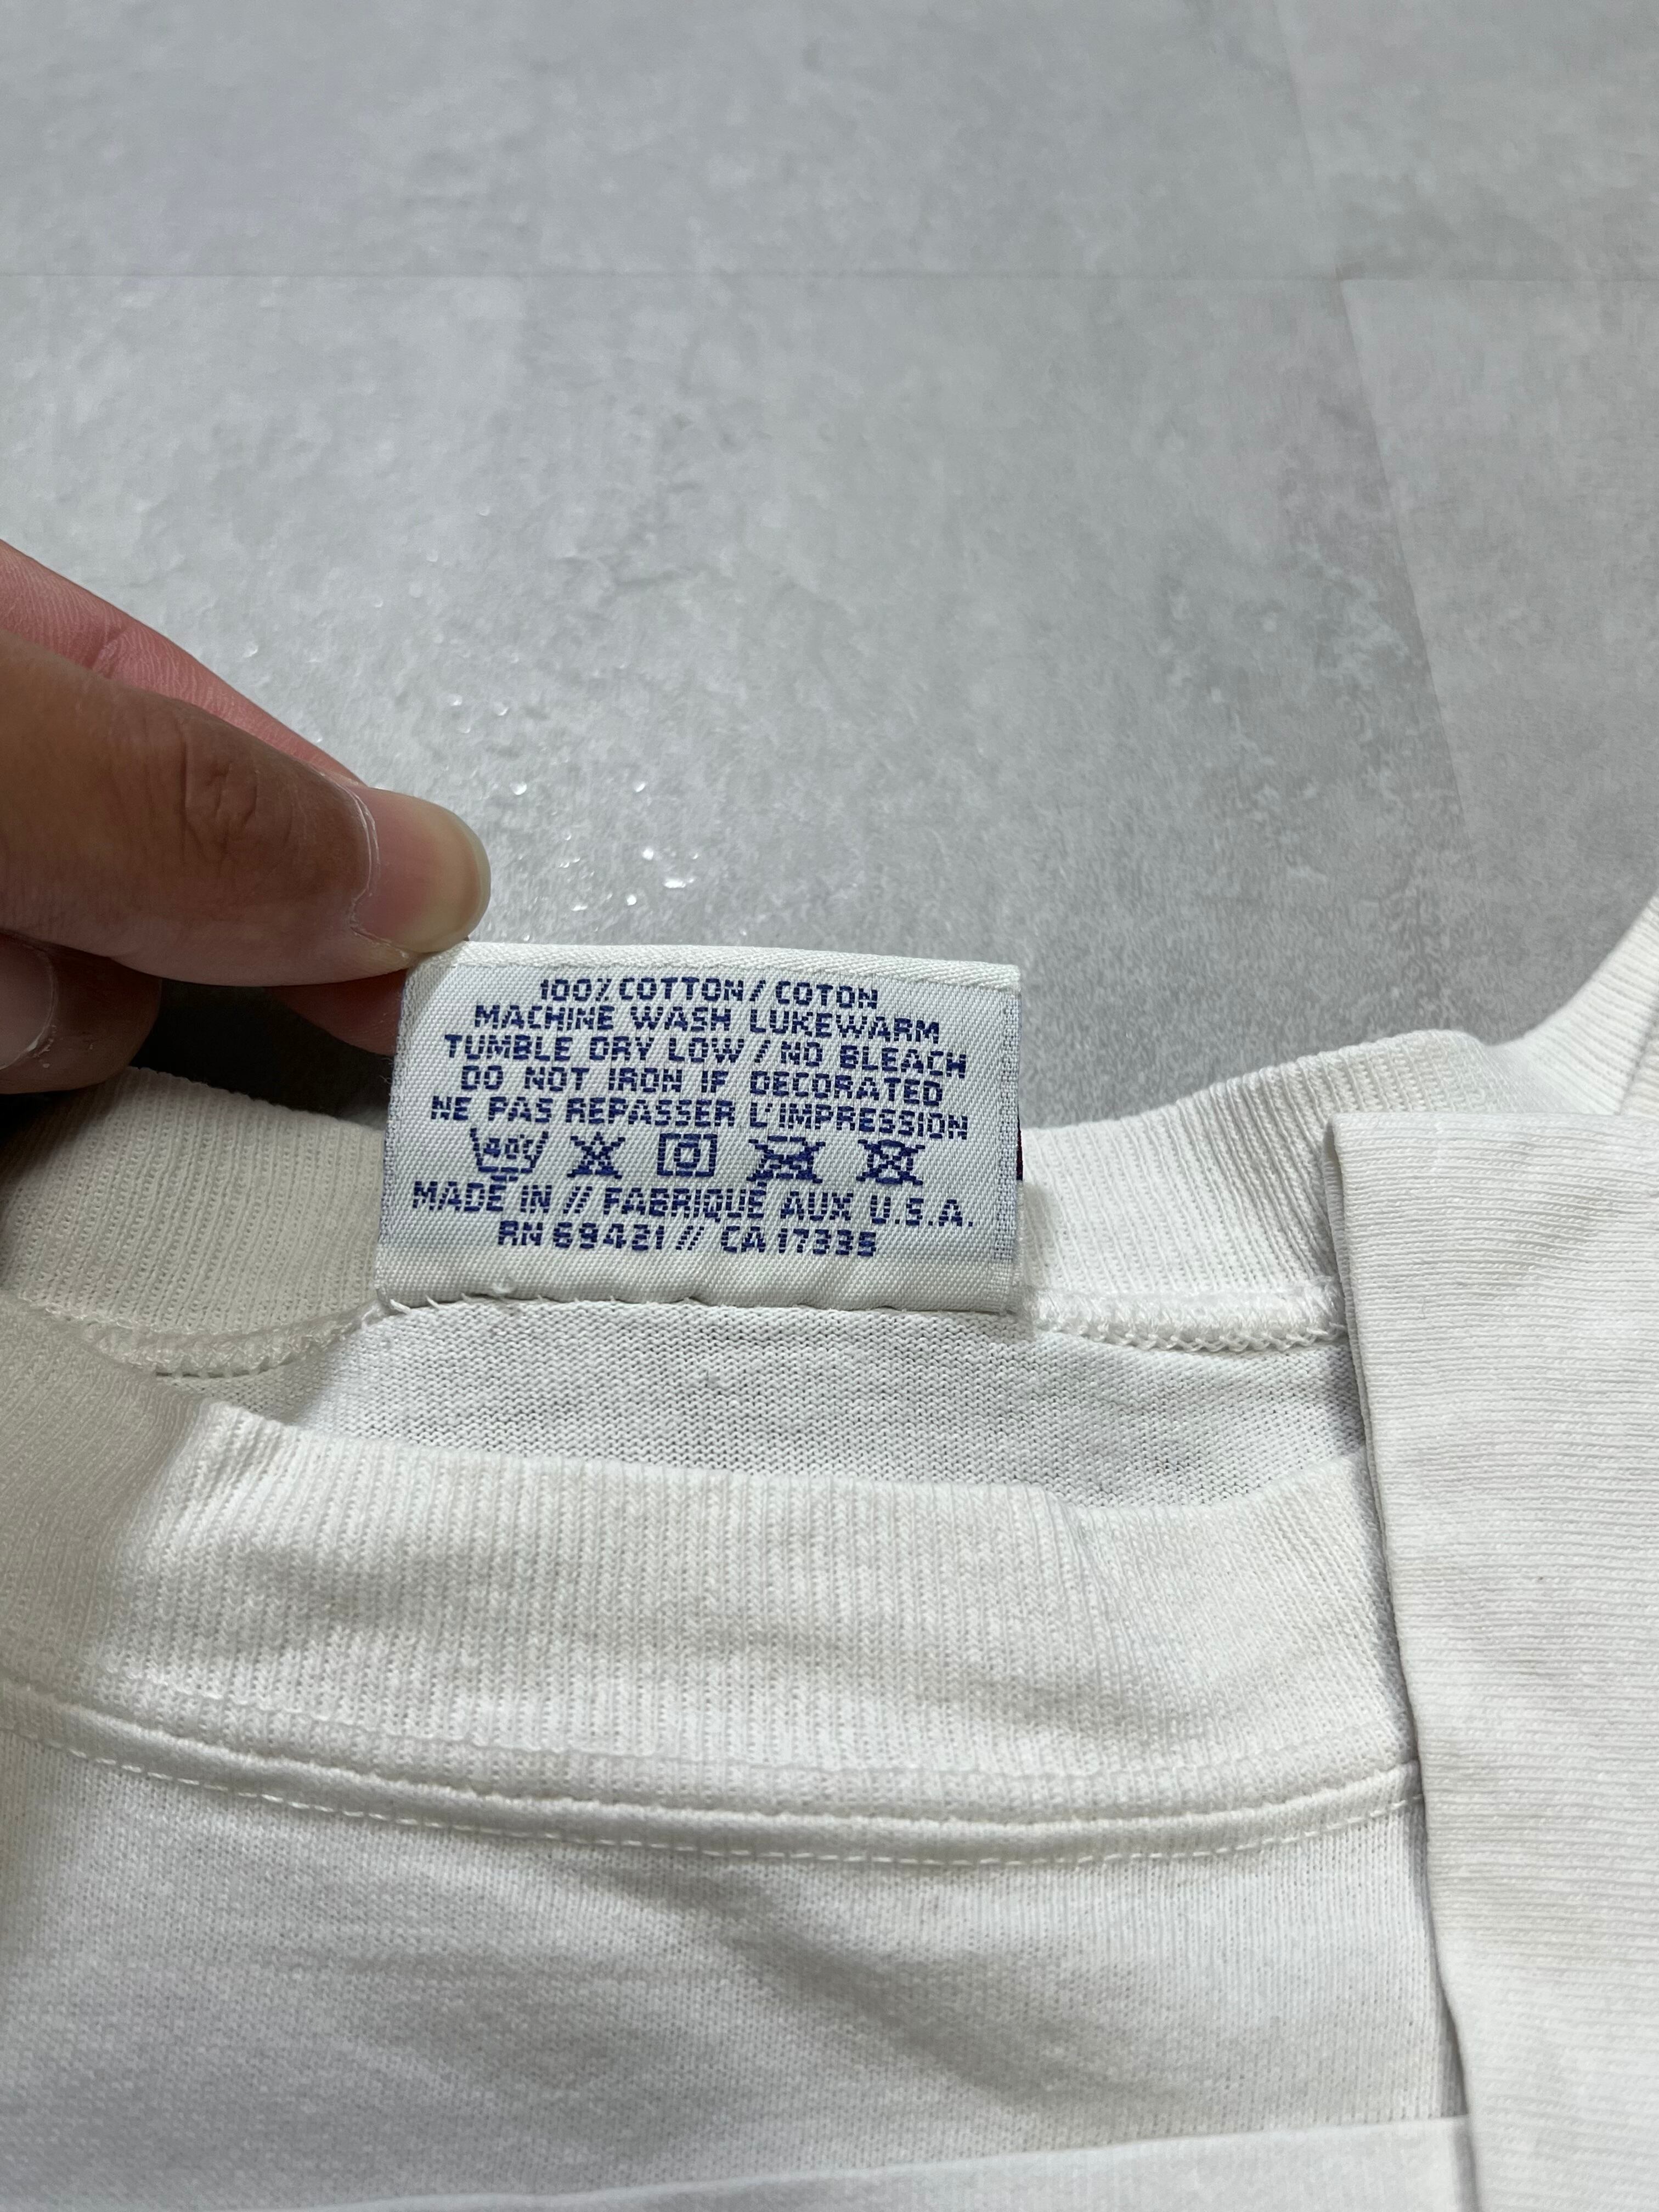 100% COTTON / COTON
MACHINE WASH LUKEWARM
TUMBLE DRY LOW / NO BLEACH
DO NOT IRON IF DECORATED
NE PAS REPASSER L'IMPRESSION
40°C
MADE IN // FABRIQUÉ AUX U.S.A.
RN 69421 // CA 17335